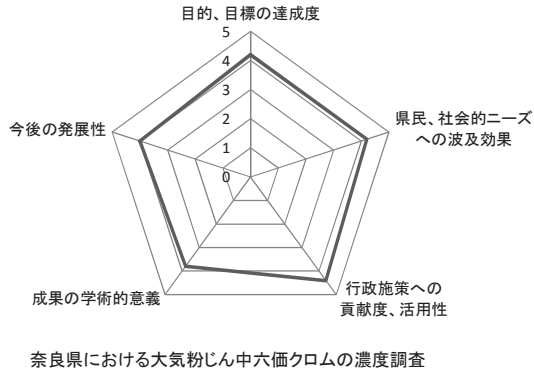 目的、目標の達成度
5
4
3
2
1
0
県民、社会的ニーズ
への波及効果
行政施策への
貢献度、活用性
成果の学術的意義
今後の発展性
奈良県における大気粉じん中六価クロムの濃度調査